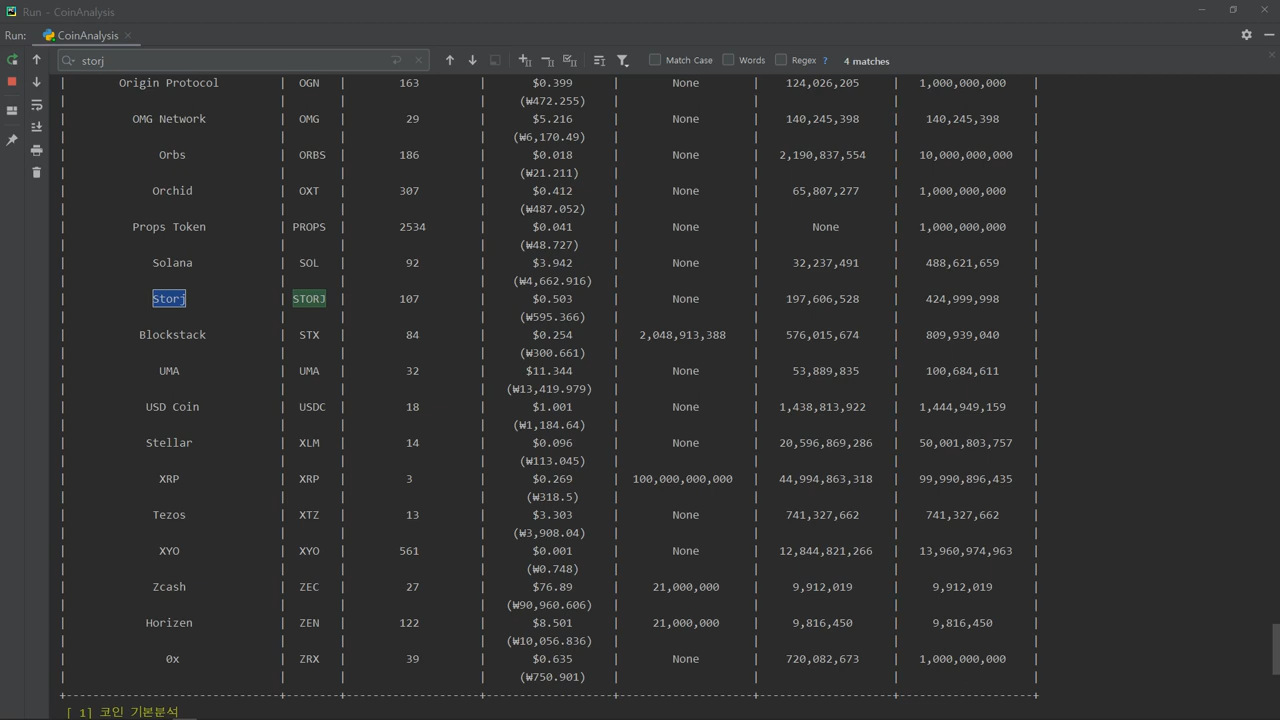 Run - CoinAnalysis
Run: CoinAnalysis
storj Match Case Words Regex ? 4 matches
| Origin Protocol | OGN | 163 | $0.399 | None | 124,026,205 | 1,000,000,000 |
| | | | (₩472.255) | | | |
| OMG Network | OMG | 29 | $5.216 | None | 140,245,398 | 140,245,398 |
| | | | (₩6,170.49) | | | |
| Orbs | ORBS | 186 | $0.018 | None | 2,190,837,554 | 10,000,000,000 |
| | | | (₩21.211) | | | |
| Orchid | OXT | 307 | $0.412 | None | 65,807,277 | 1,000,000,000 |
| | | | (₩487.052) | | | |
| Props Token | PROPS | 2534 | $0.041 | None | None | 1,000,000,000 |
| | | | (₩48.727) | | | |
| Solana | SOL | 92 | $3.942 | None | 32,237,491 | 488,621,659 |
| | | | (₩4,662.916) | | | |
| Storj | STORJ | 107 | $0.503 | None | 197,606,528 | 424,999,998 |
| | | | (₩595.366) | | | |
| Blockstack | STX | 84 | $0.254 | 2,048,913,388 | 576,015,674 | 809,939,040 |
| | | | (₩300.661) | | | |
| UMA | UMA | 32 | $11.344 | None | 53,889,835 | 100,684,611 |
| | | | (₩13,419.979) | | | |
| USD Coin | USDC | 18 | $1.001 | None | 1,438,813,922 | 1,444,949,159 |
| | | | (₩1,184.64) | | | |
| Stellar | XLM | 14 | $0.096 | None | 20,596,869,286 | 50,001,803,757 |
| | | | (₩113.045) | | | |
| XRP | XRP | 3 | $0.269 | 100,000,000,000 | 44,994,863,318 | 99,990,896,435 |
| | | | (₩318.5) | | | |
| Tezos | XTZ | 13 | $3.303 | None | 741,327,662 | 741,327,662 |
| | | | (₩3,908.04) | | | |
| XYO | XYO | 561 | $0.001 | None | 12,844,821,266 | 13,960,974,963 |
| | | | (₩0.748) | | | |
| Zcash | ZEC | 27 | $76.89 | 21,000,000 | 9,912,019 | 9,912,019 |
| | | | (₩90,960.606) | | | |
| Horizen | ZEN | 122 | $8.501 | 21,000,000 | 9,816,450 | 9,816,450 |
| | | | (₩10,056.836) | | | |
| 0x | ZRX | 39 | $0.635 | None | 720,082,673 | 1,000,000,000 |
| | | | (₩750.901) | | | |
[ 1] 코인 기본분석